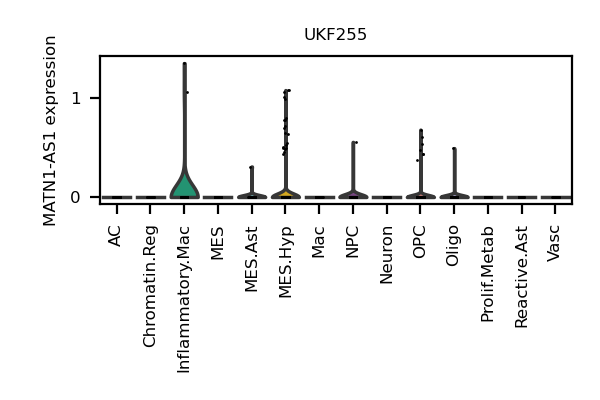 UKF255
MATN1-AS1 expression
1
0
AC
Chromatin.Reg
Inflammatory.Mac
MES
MES.Ast
MES.Hyp
Mac
NPC
Neuron
OPC
Oligo
Prolif.Metab
Reactive.Ast
Vasc